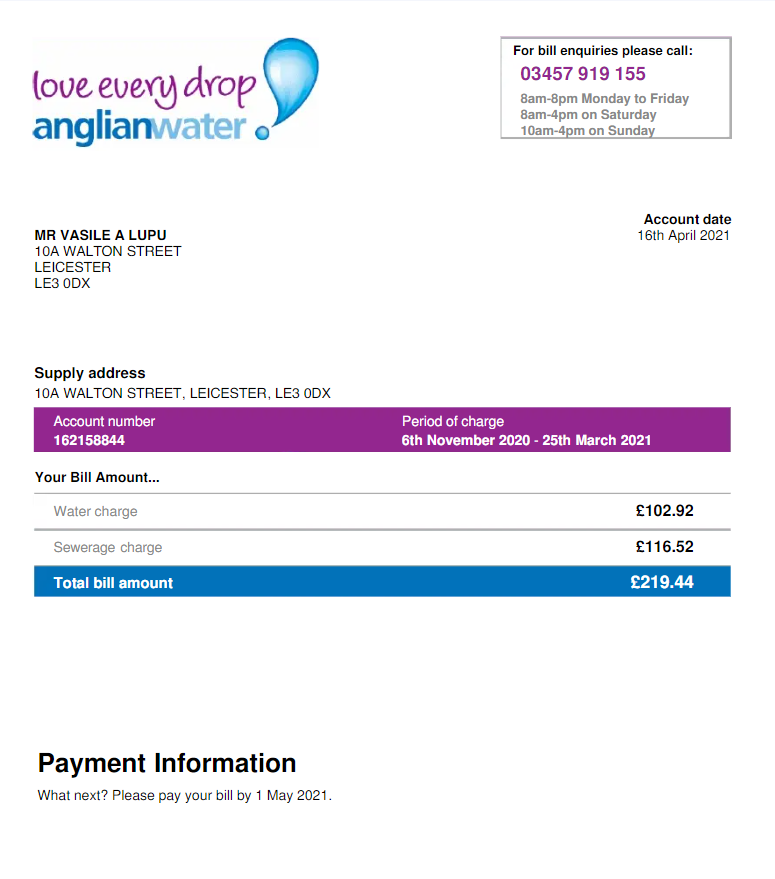 love every drop
anglianwater
For bill enquiries please call:
03457 919 155
8am-8pm Monday to Friday
8am-4pm on Saturday
10am-4pm on Sunday
Account date
16th April 2021
MR VASILE A LUPU
10A WALTON STREET
LEICESTER
LE3 0DX
Supply address
10A WALTON STREET, LEICESTER, LE3 0DX
Account number
162158844
Period of charge
6th November 2020 - 25th March 2021
Your Bill Amount...
Water charge £102.92
Sewerage charge £116.52
Total bill amount £219.44
Payment Information
What next? Please pay your bill by 1 May 2021.